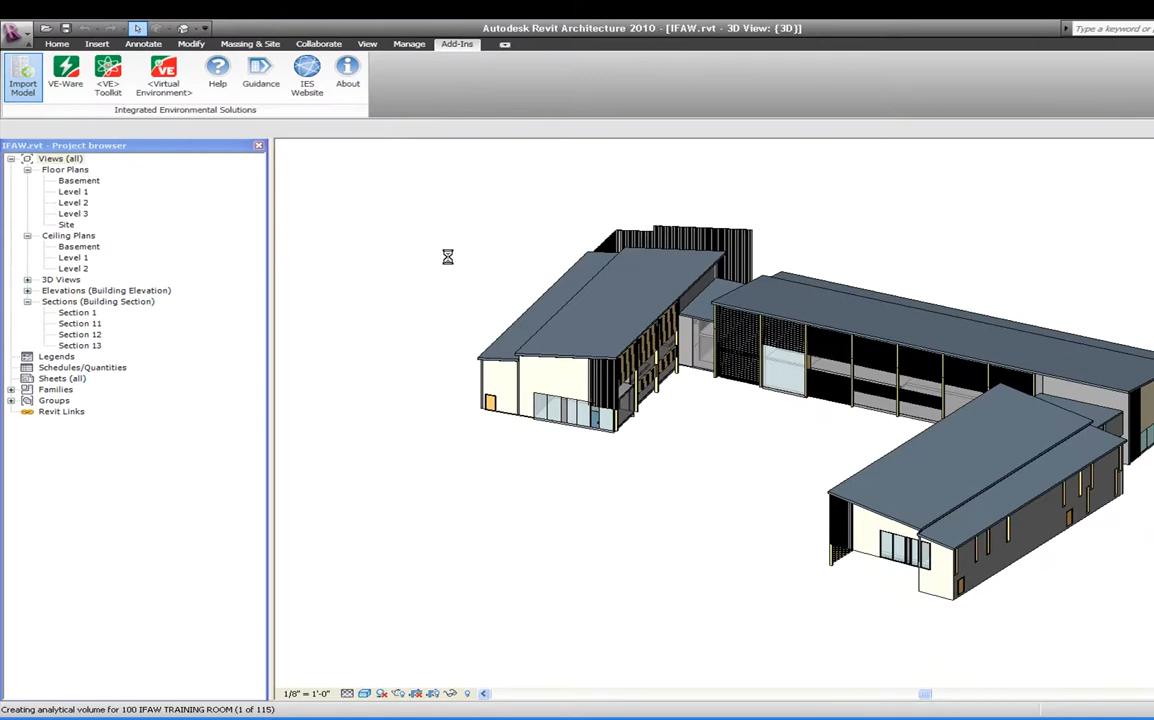 Autodesk Revit Architecture 2010 - [IFAW.rvt - 3D View: {3D}]
Type a keyword or p
Home Insert Annotate Modify Massing & Site Collaborate View Manage Add-Ins
Import Model
VE-Ware
<VE> Toolkit
VE
<Virtual Environment>
Help
Guidance
IES Website
About
Integrated Environmental Solutions
IFAW.rvt - Project browser
Views (all)
Floor Plans
Basement
Level 1
Level 2
Level 3
Site
Ceiling Plans
Basement
Level 1
Level 2
3D Views
Elevations (Building Elevation)
Sections (Building Section)
Section 1
Section 11
Section 12
Section 13
Legends
Schedules/Quantities
Sheets (all)
Families
Groups
Revit Links
1/8" = 1'-0"
Creating analytical volume for 100 IFAW TRAINING ROOM (1 of 115)